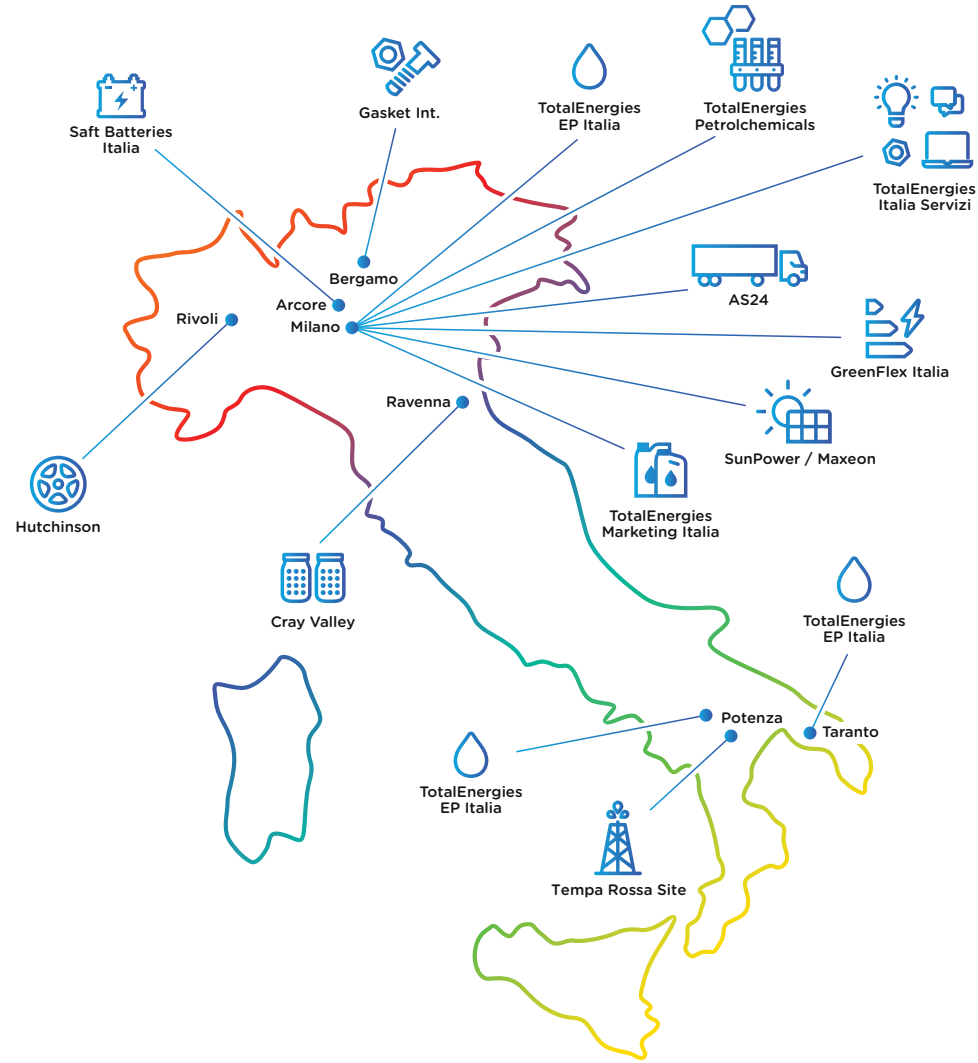 Gasket Int.
TotalEnergies
EP Italia
TotalEnergies
Petrolchemicals
Saft Batteries
Italia
TotalEnergies
Italia Servizi
Bergamo
Arcore
Milano
Rivoli
AS24
GreenFlex Italia
Ravenna
SunPower / Maxeon
Hutchinson
TotalEnergies
Marketing Italia
Cray Valley
TotalEnergies
EP Italia
Potenza
Taranto
TotalEnergies
EP Italia
Tempa Rossa Site